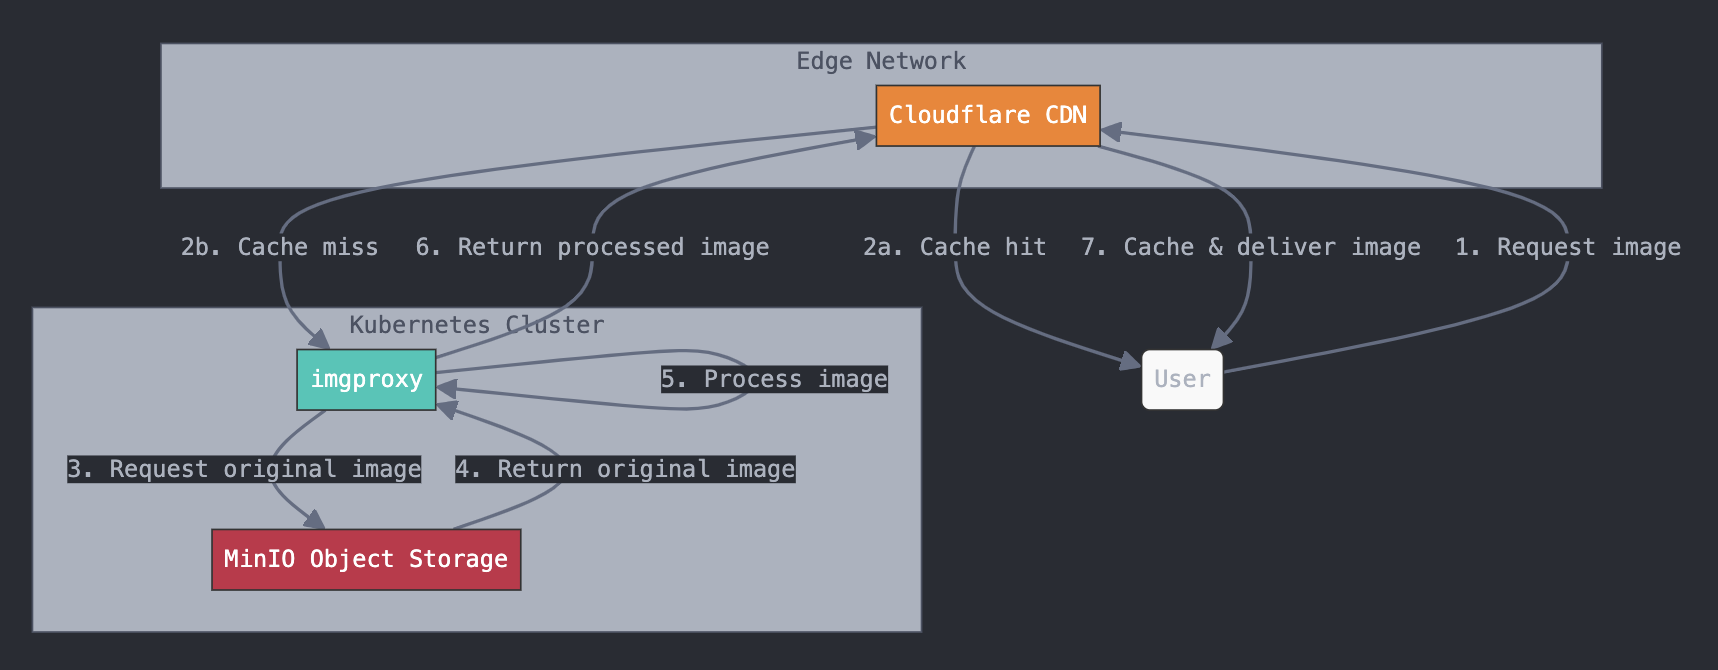 Edge Network
Cloudflare CDN
2b. Cache miss
6. Return processed image
2a. Cache hit
7. Cache & deliver image
1. Request image
Kubernetes Cluster
imgproxy
5. Process image
User
3. Request original image
4. Return original image
MinIO Object Storage